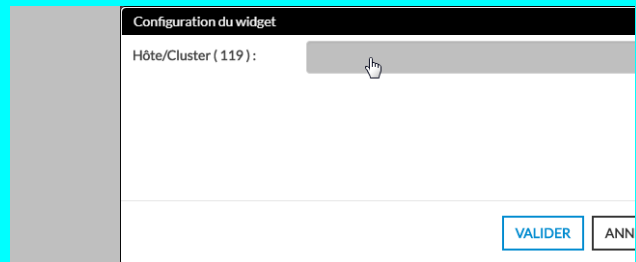 Configuration du widget
Hôte/Cluster ( 119 ) :
VALIDER ANN